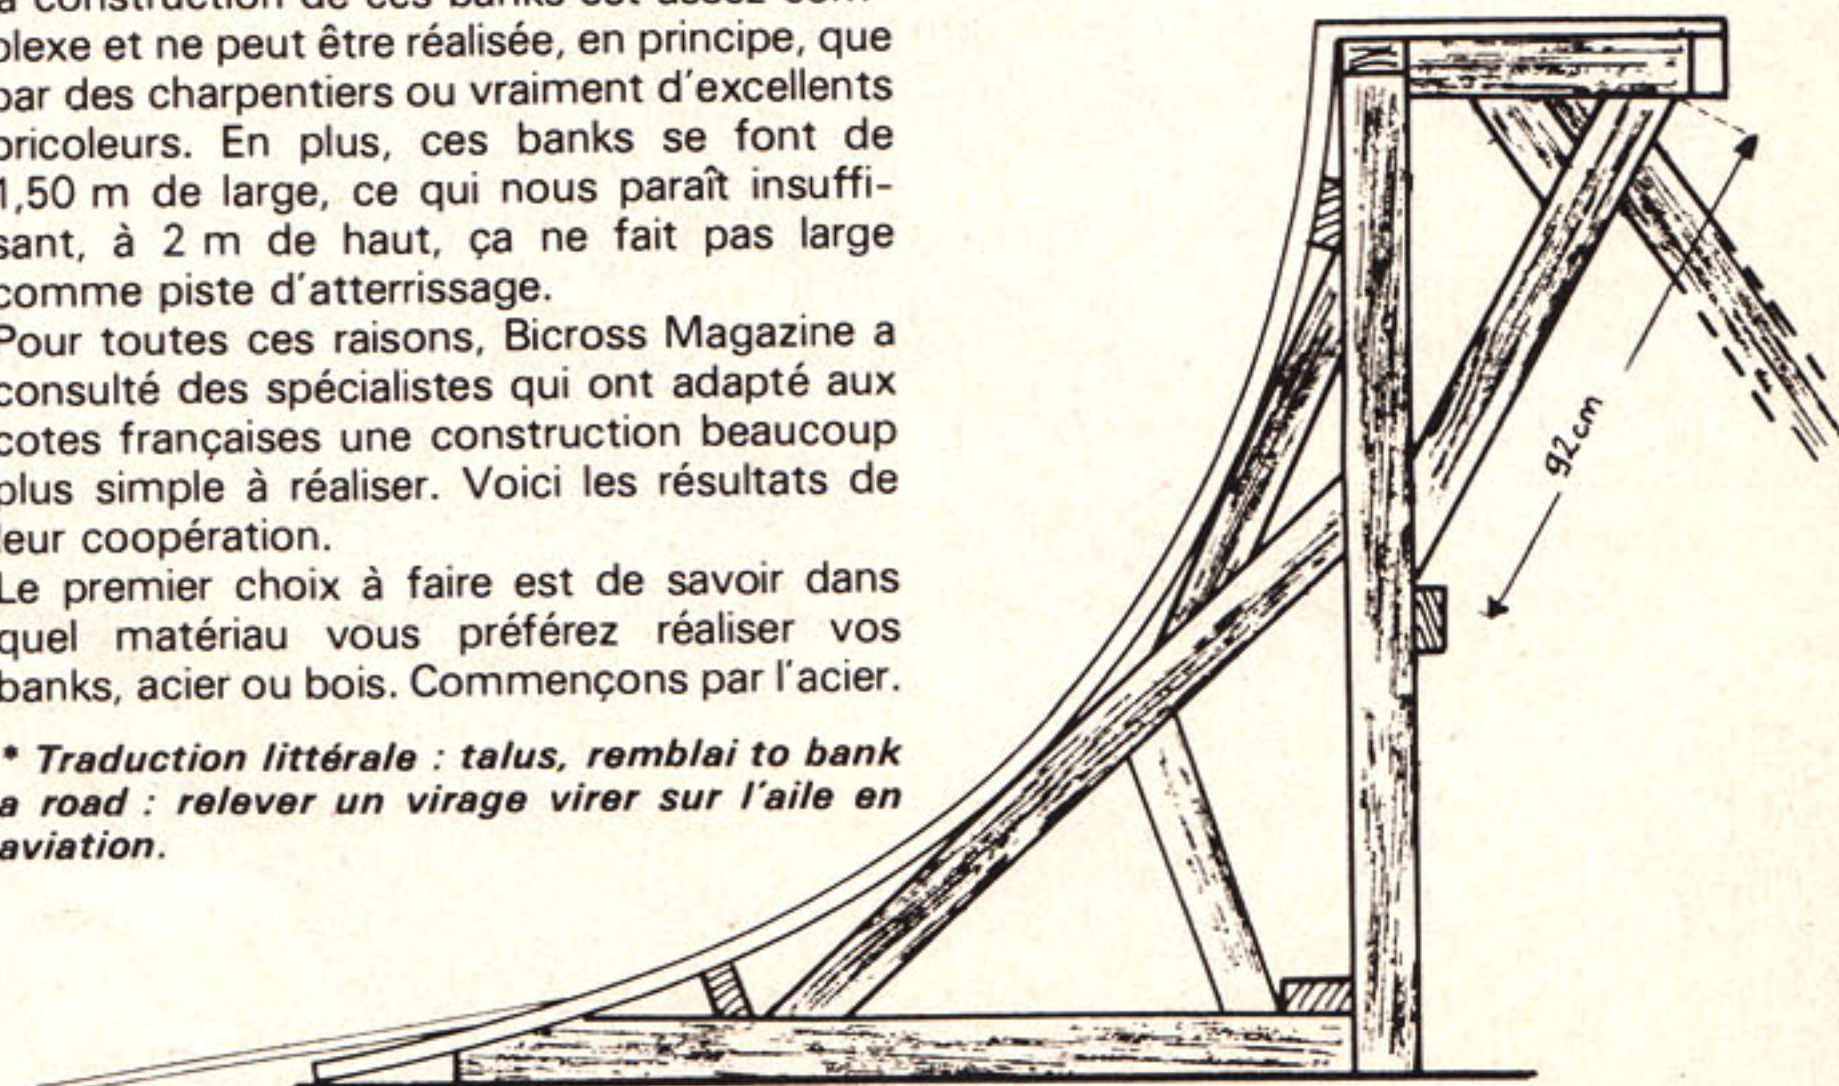 a construction de ces banks est assez com-
plexe et ne peut être réalisée, en principe, que
par des charpentiers ou vraiment d'excellents
bricoleurs. En plus, ces banks se font de
1,50 m de large, ce qui nous paraît insuffi-
sant, à 2 m de haut, ça ne fait pas large
comme piste d'atterrissage.
Pour toutes ces raisons, Bicross Magazine a
consulté des spécialistes qui ont adapté aux
cotes françaises une construction beaucoup
plus simple à réaliser. Voici les résultats de
leur coopération.
Le premier choix à faire est de savoir dans
quel matériau vous préférez réaliser vos
banks, acier ou bois. Commençons par l'acier.
* Traduction littérale : talus, remblai to bank
a road : relever un virage virer sur l'aile en
aviation.
92 cm